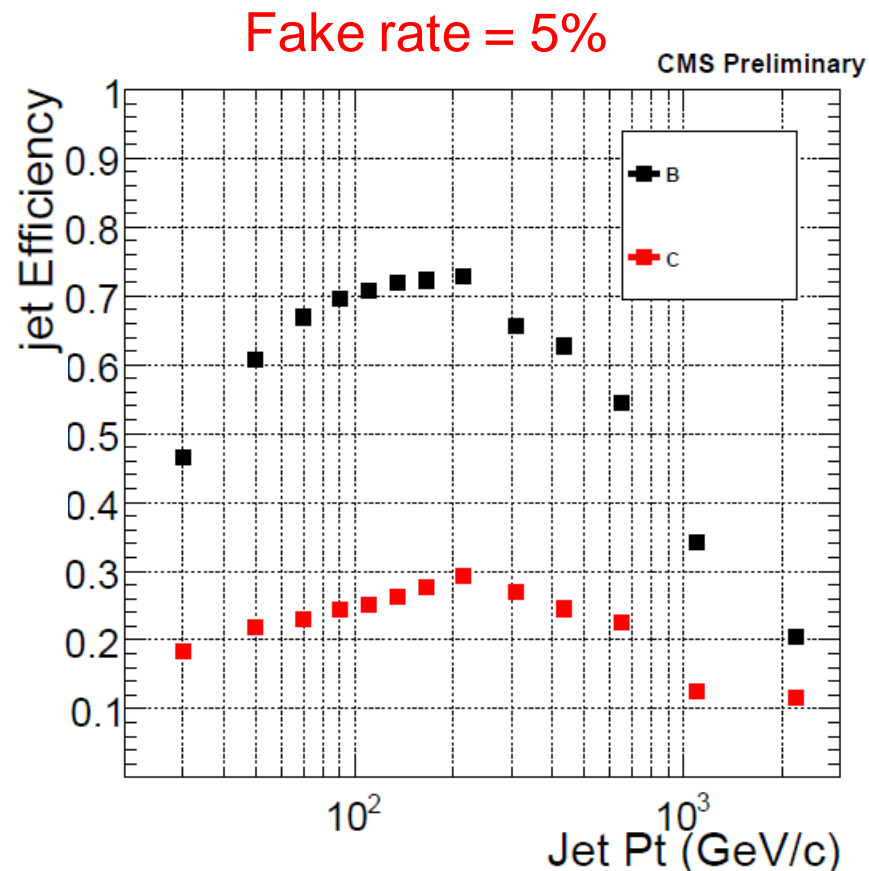 Fake rate = 5%
CMS Preliminary
jet Efficiency
1
0.9
0.8
0.7
0.6
0.5
0.4
0.3
0.2
0.1
B
C
10²
10³
Jet Pt (GeV/c)